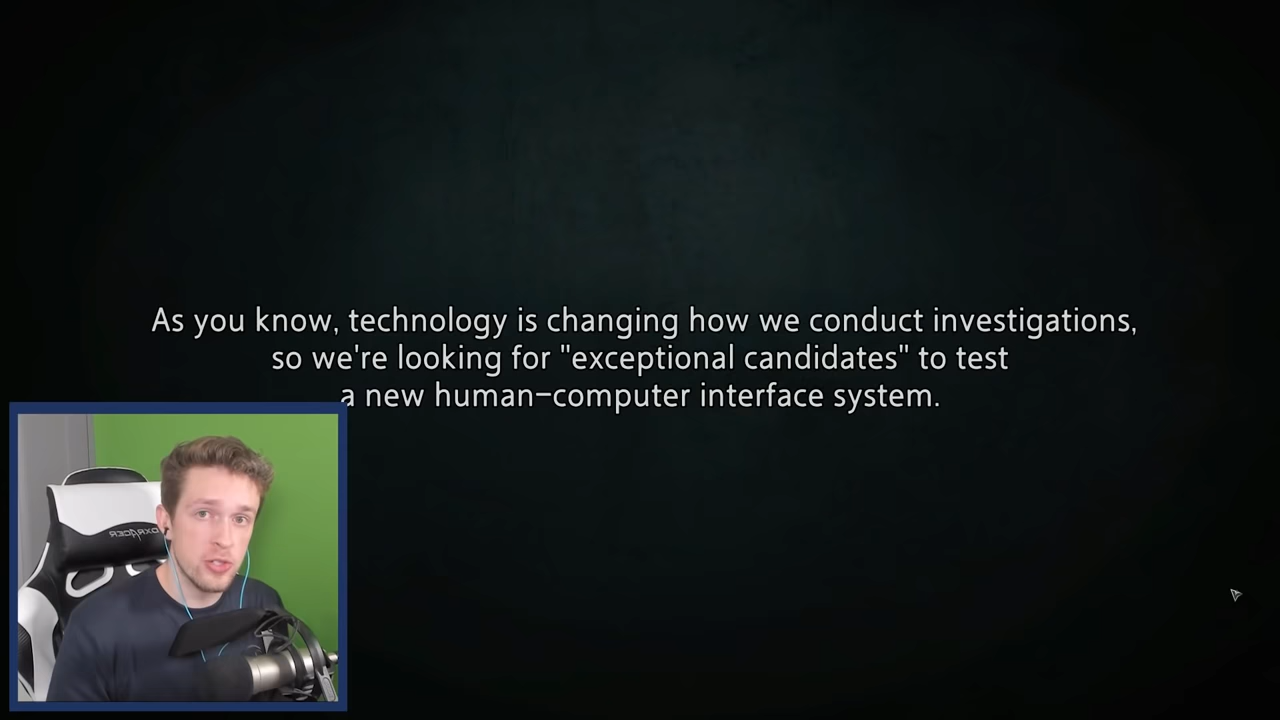 As you know, technology is changing how we conduct investigations,
so we're looking for "exceptional candidates" to test
a new human-computer interface system.